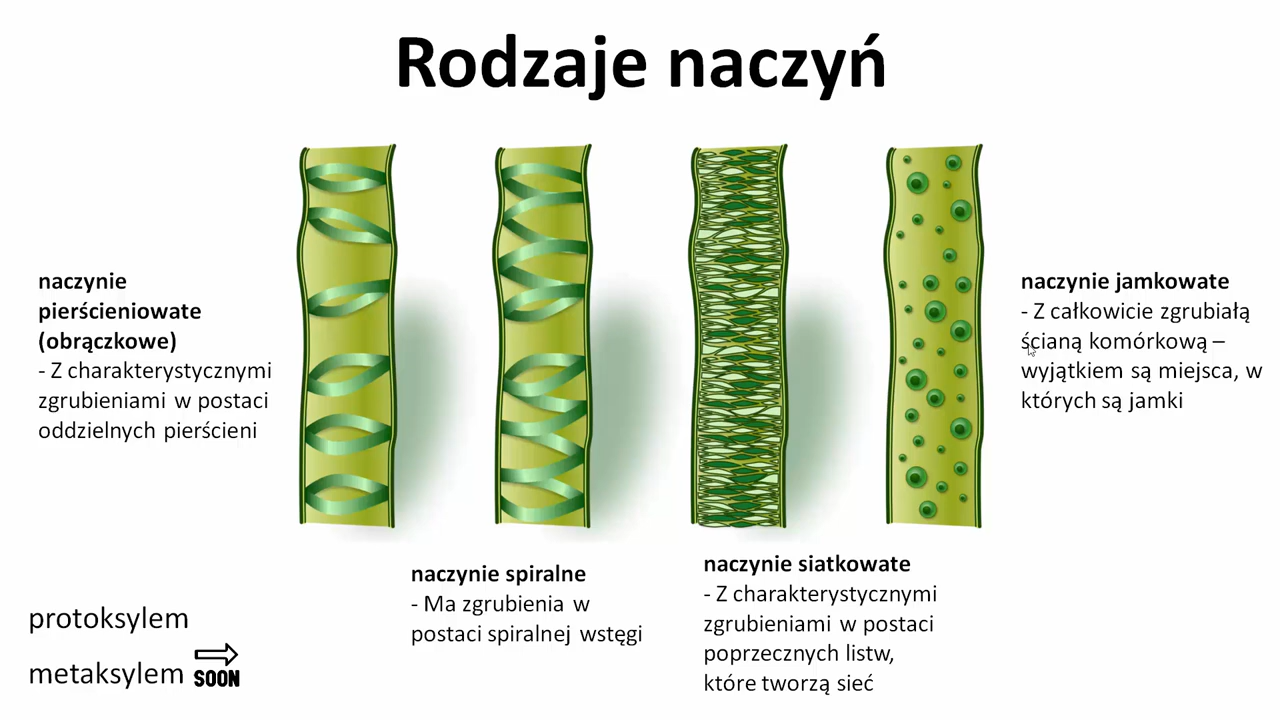 Rodzaje naczyń
naczynie
pierścieniowate
(obrączkowe)
- Z charakterystycznymi
zgrubieniami w postaci
oddzielnych pierścieni
naczynie spiralne
- Ma zgrubienia w
postaci spiralnej wstęgi
naczynie siatkowate
- Z charakterystycznymi
zgrubieniami w postaci
poprzecznych listw,
które tworzą sieć
naczynie jamkowate
- Z całkowicie zgrubiałą
ścianą komórkową –
wyjątkiem są miejsca, w
których są jamki
protoksylem
metaksylem
SOON